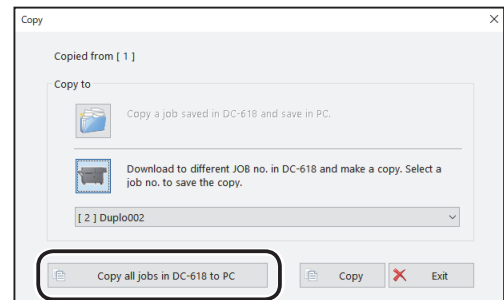 Copy
Copied from [ 1 ]
Copy to
Copy a job saved in DC-618 and save in PC.
Download to different JOB no. in DC-618 and make a copy. Select a
job no. to save the copy.
[ 2 ] Duplo002
Copy all jobs in DC-618 to PC
Copy
Exit